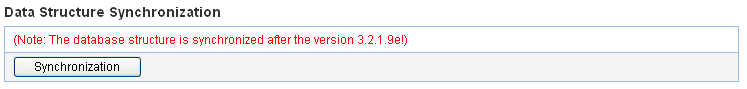 Data Structure Synchronization
(Note: The database structure is synchronized after the version 3.2.1.9e!)
Synchronization